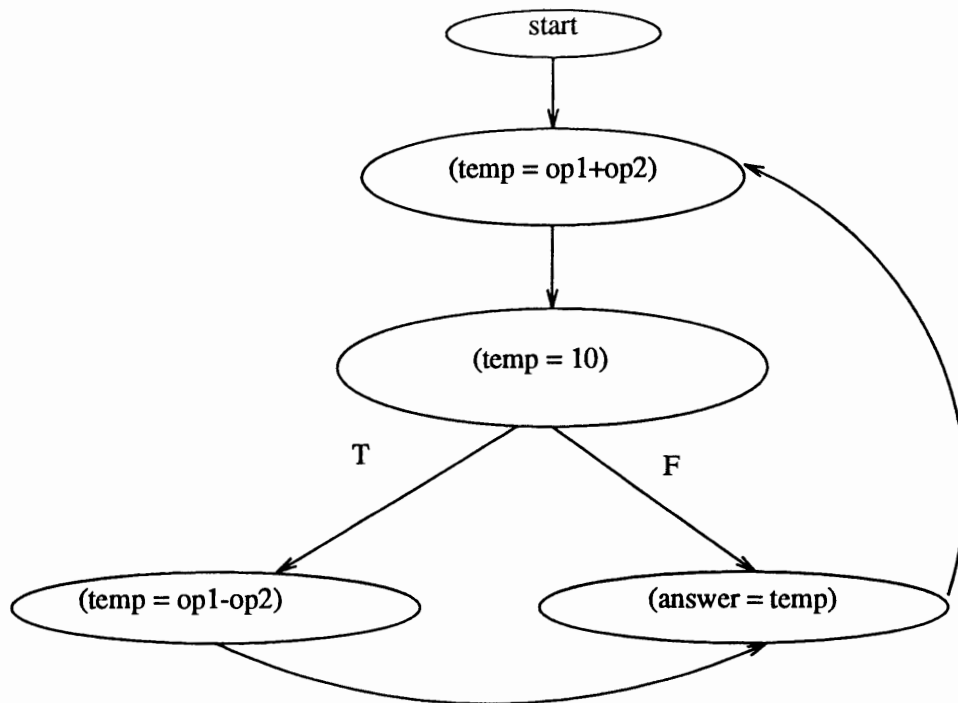 start
(temp = op1+op2)
(temp = 10)
T
F
(temp = op1-op2)
(answer = temp)